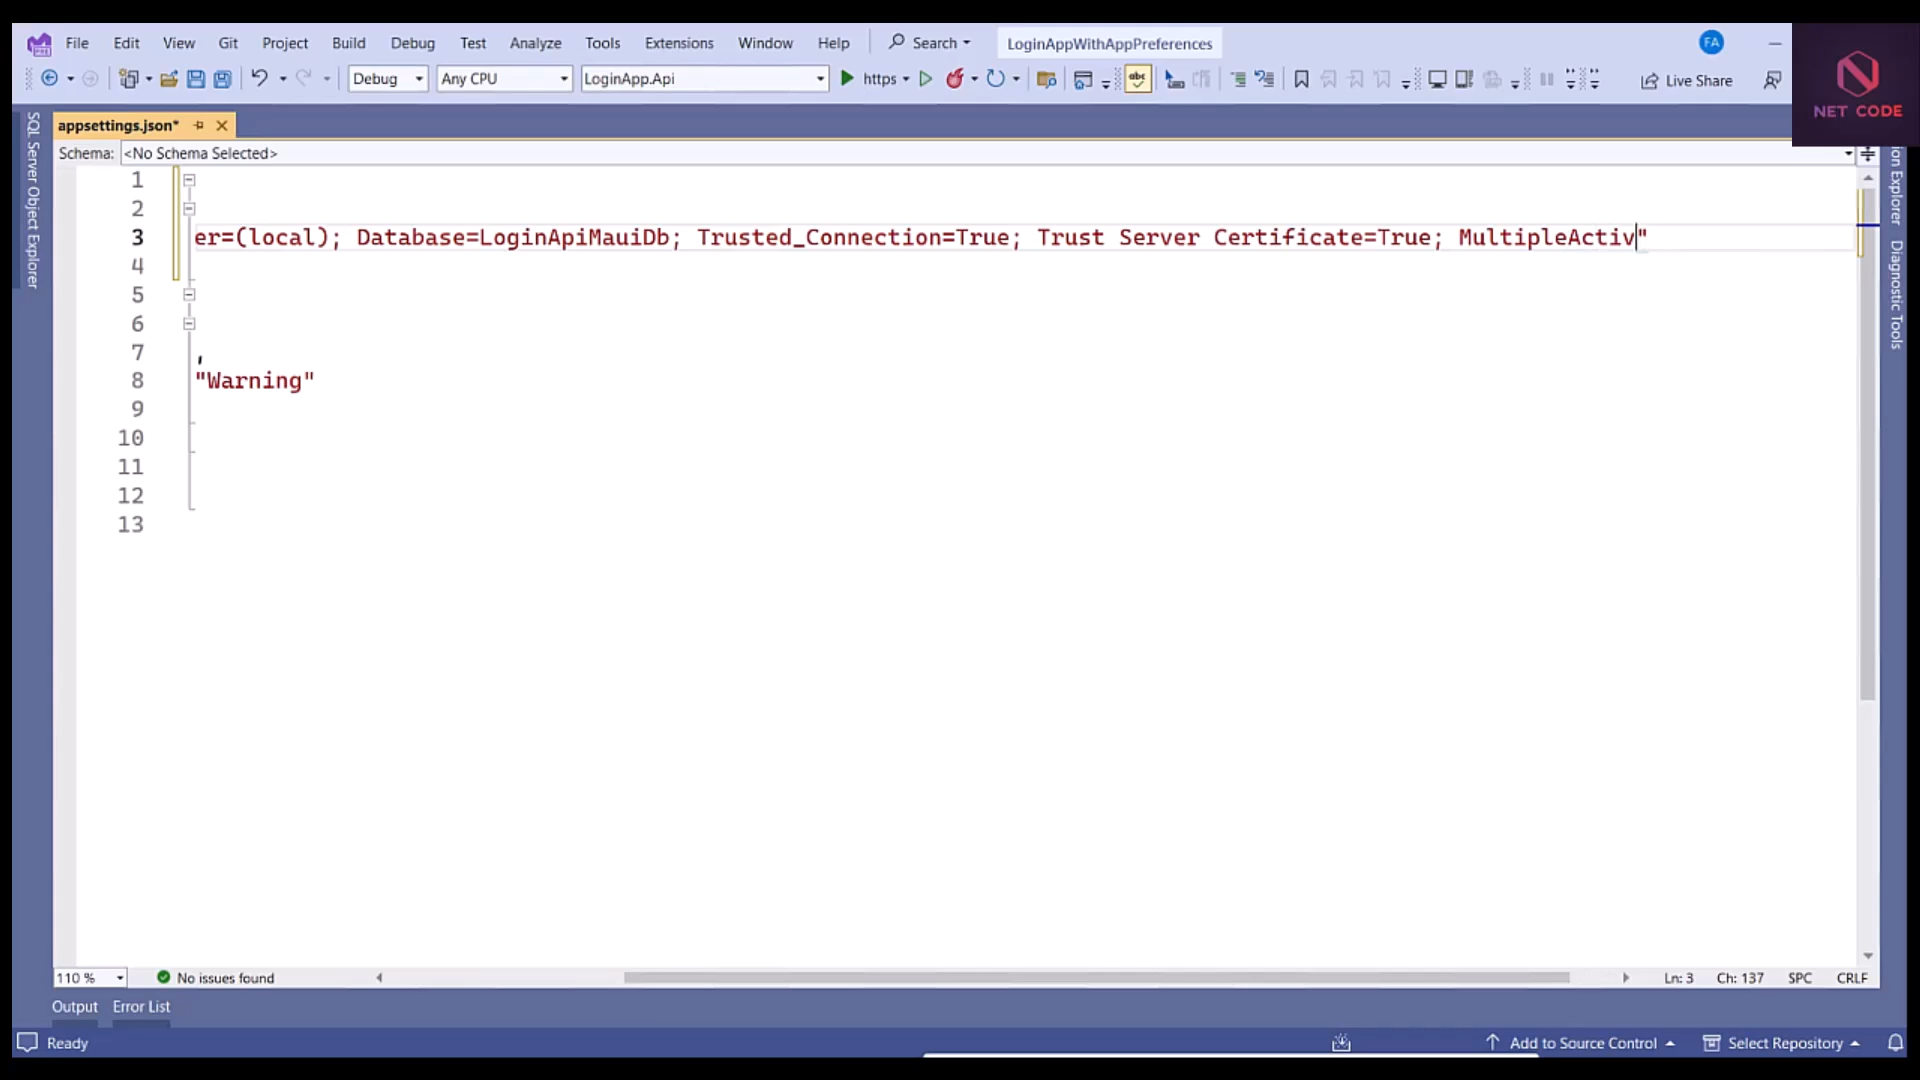 File Edit View Git Project Build Debug Test Analyze Tools Extensions Window Help Search LoginAppWithAppPreferences FA
Debug Any CPU LoginApp.Api https abc Live Share
NET CODE
appsettings.json*
Schema: <No Schema Selected>
SQL Server Object Explorer
ion Explorer
Diagnostic Tools
1
2
3 er=(local); Database=LoginApiMauiDb; Trusted_Connection=True; Trust Server Certificate=True; MultipleActiv"
4
5
6
7 ,
8 "Warning"
9
10
11
12
13
110 % No issues found Ln: 3 Ch: 137 SPC CRLF
Output Error List
Ready Add to Source Control Select Repository